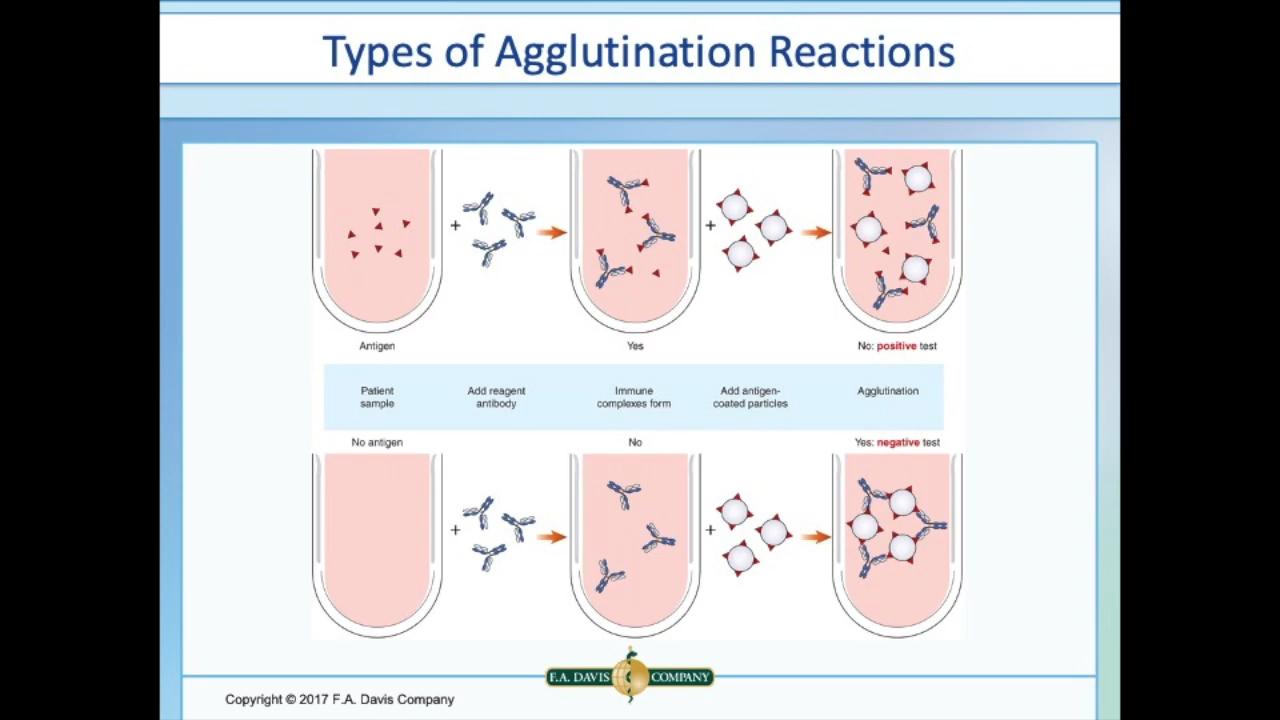 Types of Agglutination Reactions
+
+
Antigen
Yes
No: positive test
Patient
sample
Add reagent
antibody
Immune
complexes form
Add antigen-
coated particles
Agglutination
No antigen
No
Yes: negative test
+
+
F.A. DAVIS COMPANY
Copyright © 2017 F.A. Davis Company